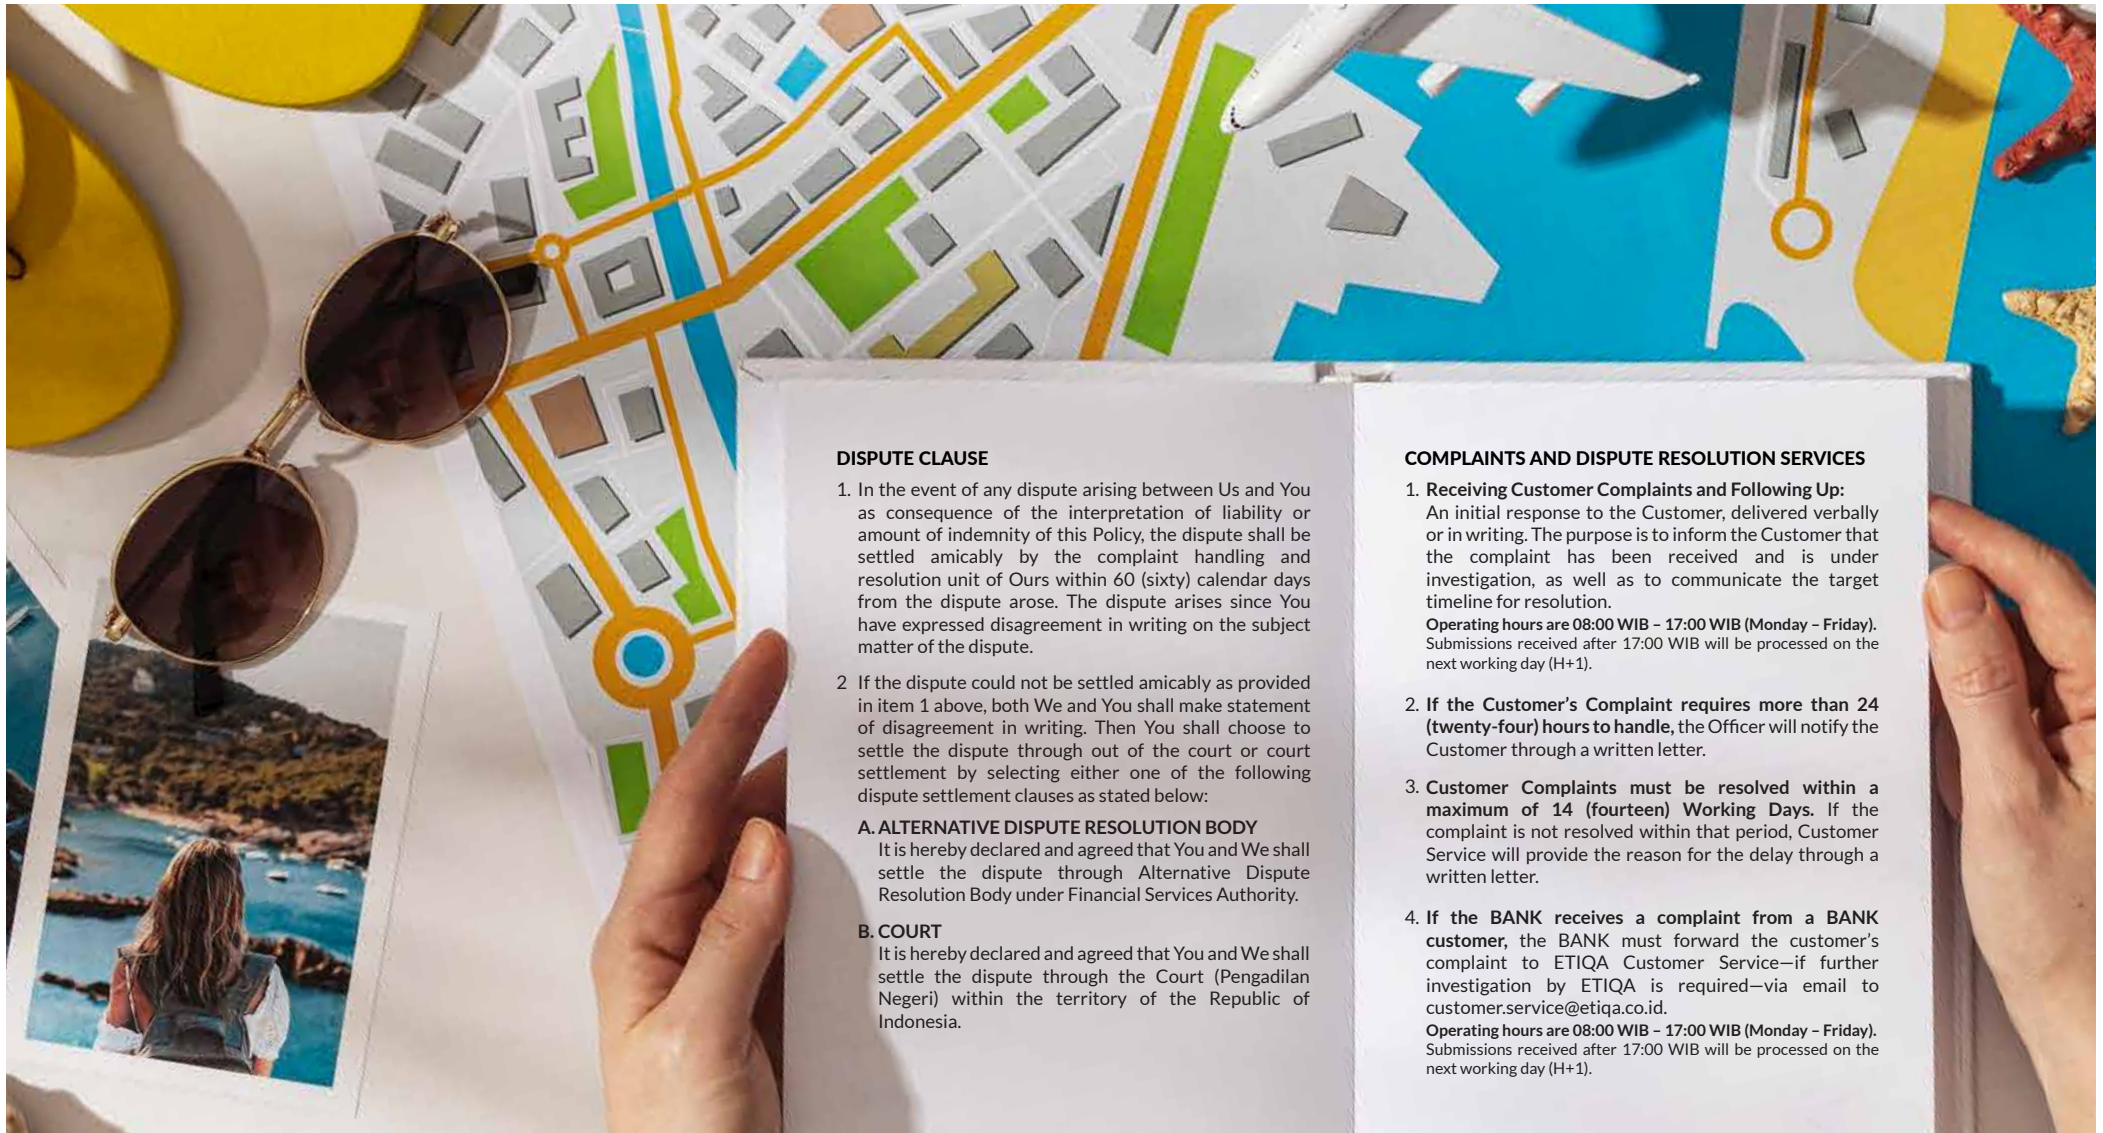 DISPUTE CLAUSE
1. In the event of any dispute arising between Us and You
as consequence of the interpretation of liability or
amount of indemnity of this Policy, the dispute shall be
settled amicably by the complaint handling and
resolution unit of Ours within 60 (sixty) calendar days
from the dispute arose. The dispute arises since You
have expressed disagreement in writing on the subject
matter of the dispute.
2 If the dispute could not be settled amicably as provided
in item 1 above, both We and You shall make statement
of disagreement in writing. Then You shall choose to
settle the dispute through out of the court or court
settlement by selecting either one of the following
dispute settlement clauses as stated below:
A. ALTERNATIVE DISPUTE RESOLUTION BODY
It is hereby declared and agreed that You and We shall
settle the dispute through Alternative Dispute
Resolution Body under Financial Services Authority.
B. COURT
It is hereby declared and agreed that You and We shall
settle the dispute through the Court (Pengadilan
Negeri) within the territory of the Republic of
Indonesia.
COMPLAINTS AND DISPUTE RESOLUTION SERVICES
1. Receiving Customer Complaints and Following Up:
An initial response to the Customer, delivered verbally
or in writing. The purpose is to inform the Customer that
the complaint has been received and is under
investigation, as well as to communicate the target
timeline for resolution.
Operating hours are 08:00 WIB – 17:00 WIB (Monday – Friday).
Submissions received after 17:00 WIB will be processed on the
next working day (H+1).
2. If the Customer’s Complaint requires more than 24
(twenty-four) hours to handle, the Officer will notify the
Customer through a written letter.
3. Customer Complaints must be resolved within a
maximum of 14 (fourteen) Working Days. If the
complaint is not resolved within that period, Customer
Service will provide the reason for the delay through a
written letter.
4. If the BANK receives a complaint from a BANK
customer, the BANK must forward the customer’s
complaint to ETIQA Customer Service—if further
investigation by ETIQA is required—via email to
customer.service@etiqa.co.id.
Operating hours are 08:00 WIB – 17:00 WIB (Monday – Friday).
Submissions received after 17:00 WIB will be processed on the
next working day (H+1).